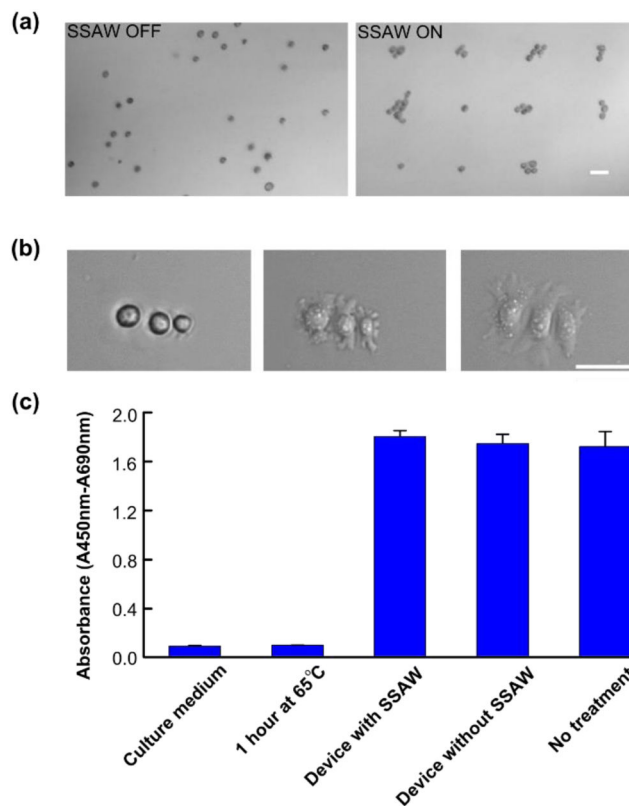 (a)
SSAW OFF
SSAW ON
(b)
(c)
Absorbance (A450nm-A690nm)
2.0
1.6
1.2
0.8
0.4
0.0
Culture medium
1 hour at 65℃
Device with SSAW
Device without SSAW
No treatment